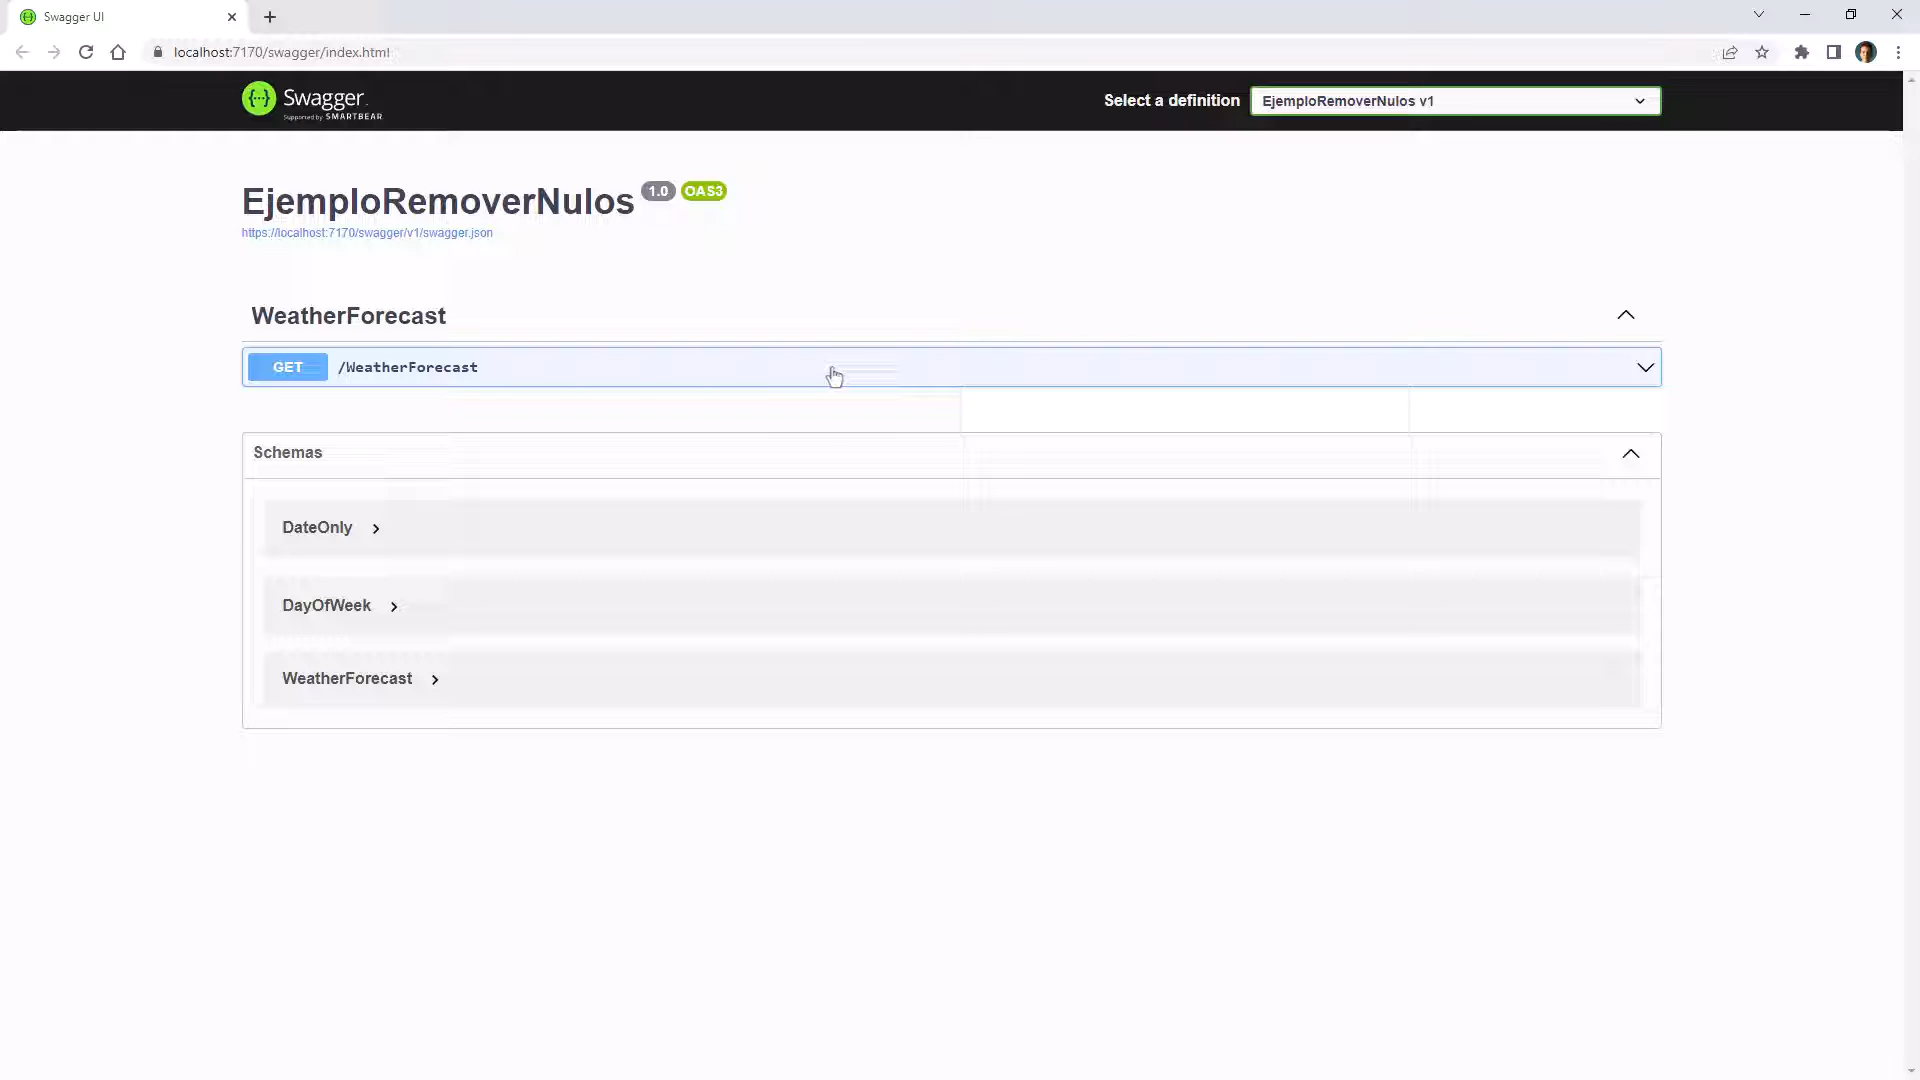 Swagger UI
localhost:7170/swagger/index.html
Swagger
Supported by SMARTBEAR
Select a definition
EjemploRemoverNulos v1
EjemploRemoverNulos 1.0 OAS3
https://localhost:7170/swagger/v1/swagger.json
WeatherForecast
GET /WeatherForecast
Schemas
DateOnly
DayOfWeek
WeatherForecast